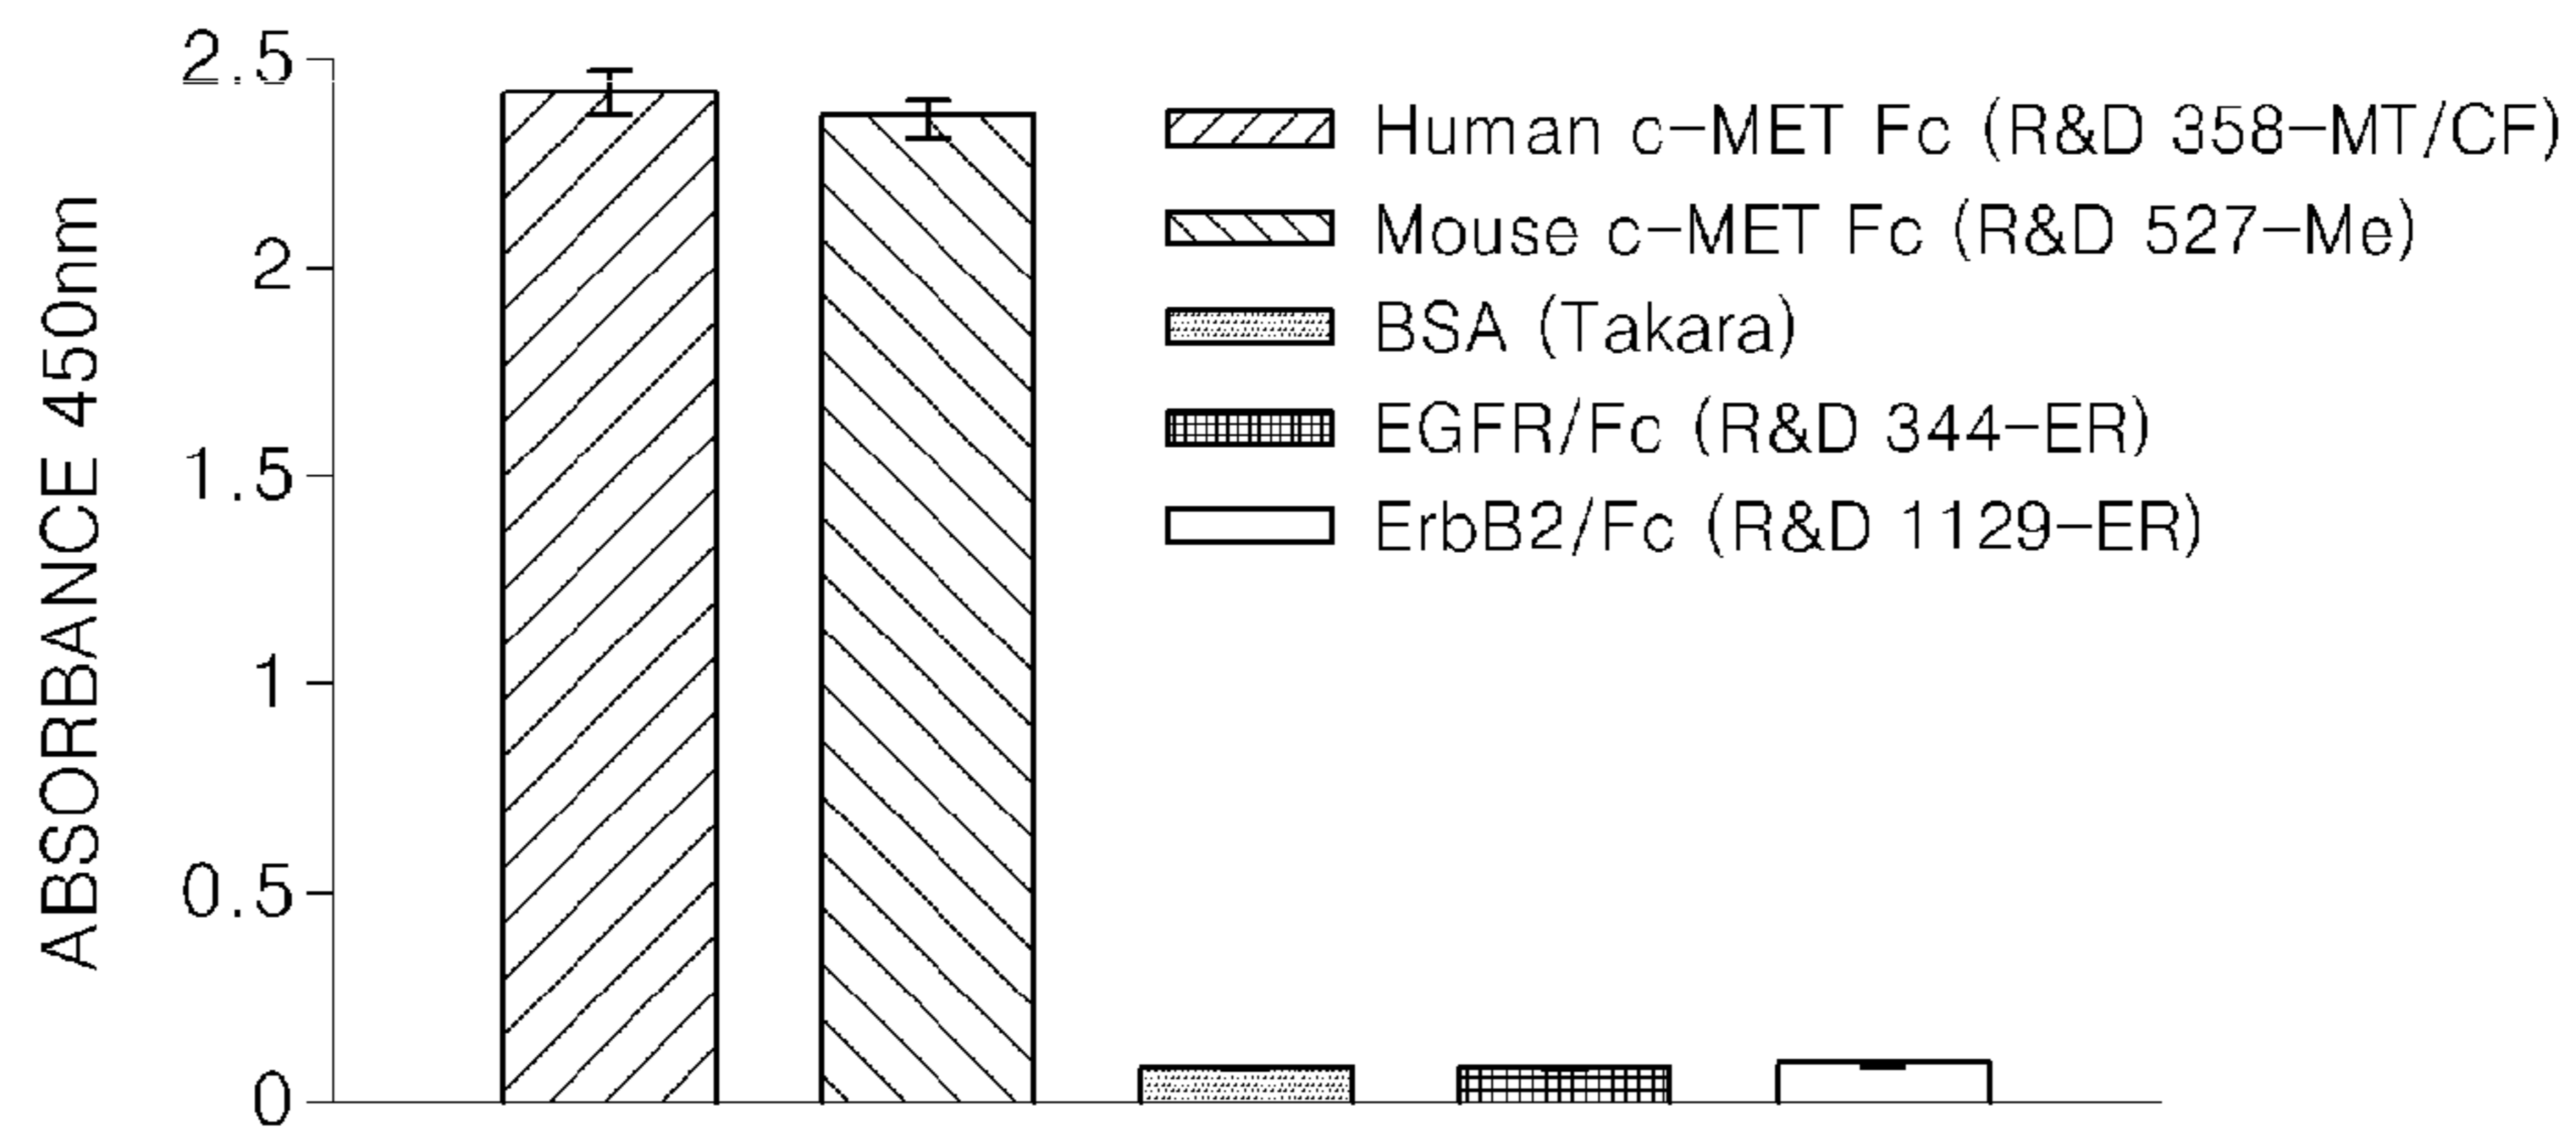 ABSORBANCE 450nm
2.5
2
1.5
1
0.5
0
Human c-MET Fc (R&D 358-MT/CF)
Mouse c-MET Fc (R&D 527-Me)
BSA (Takara)
EGFR/Fc (R&D 344-ER)
ErbB2/Fc (R&D 1129-ER)